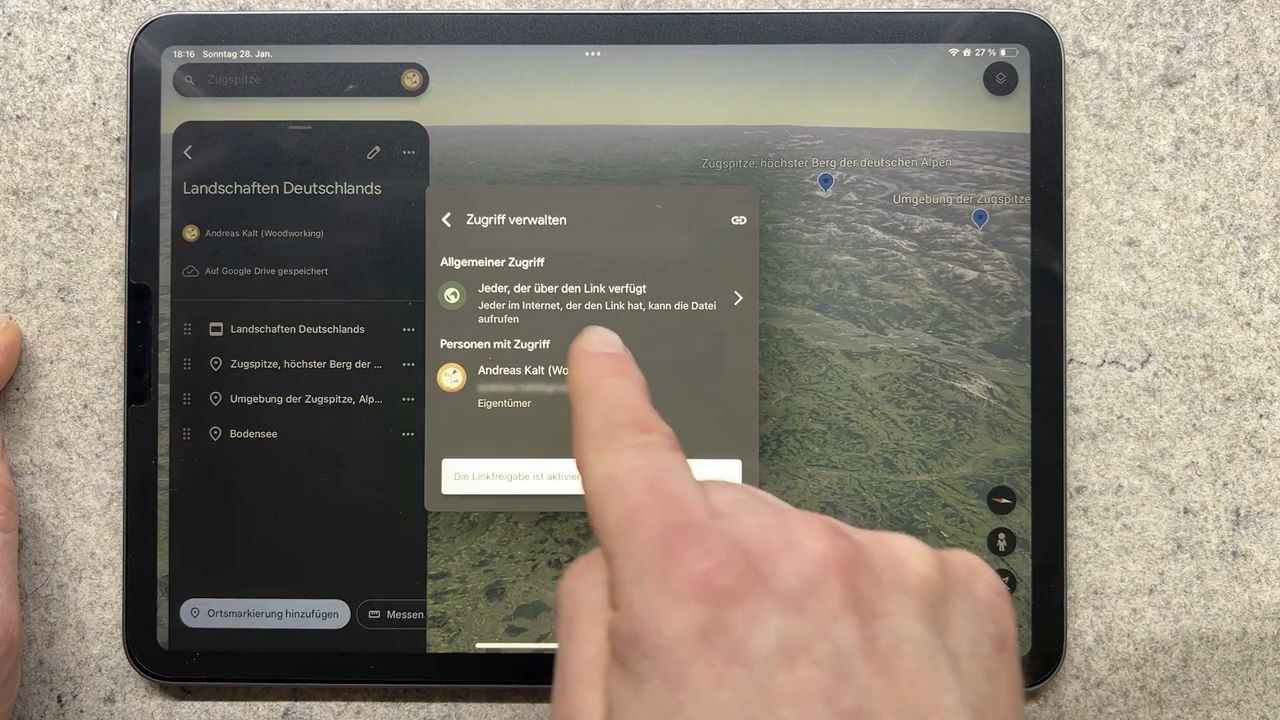 18:16 Sonntag 28. Jan.
27 %
Zugspitze
Landschaften Deutschlands
Andreas Kalt (Woodworking)
Auf Google Drive gespeichert
Landschaften Deutschlands
Zugspitze, höchster Berg der ...
Umgebung der Zugspitze, Alp...
Bodensee
Ortsmarkierung hinzufügen
Messen
Zugriff verwalten
Allgemeiner Zugriff
Jeder, der über den Link verfügt
Jeder im Internet, der den Link hat, kann die Datei
aufrufen
Personen mit Zugriff
Andreas Kalt (Wo
Eigentümer
Die Linkfreigabe ist aktivier
Zugspitze, höchster Berg der deutschen Alpen
Umgebung der Zugspitze